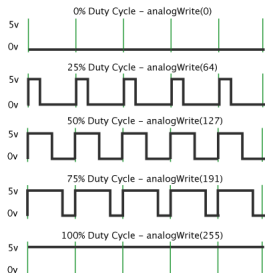 0% Duty Cycle - analogWrite(0)
5v
0v
25% Duty Cycle - analogWrite(64)
5v
0v
50% Duty Cycle - analogWrite(127)
5v
0v
75% Duty Cycle - analogWrite(191)
5v
0v
100% Duty Cycle - analogWrite(255)
5v
0v